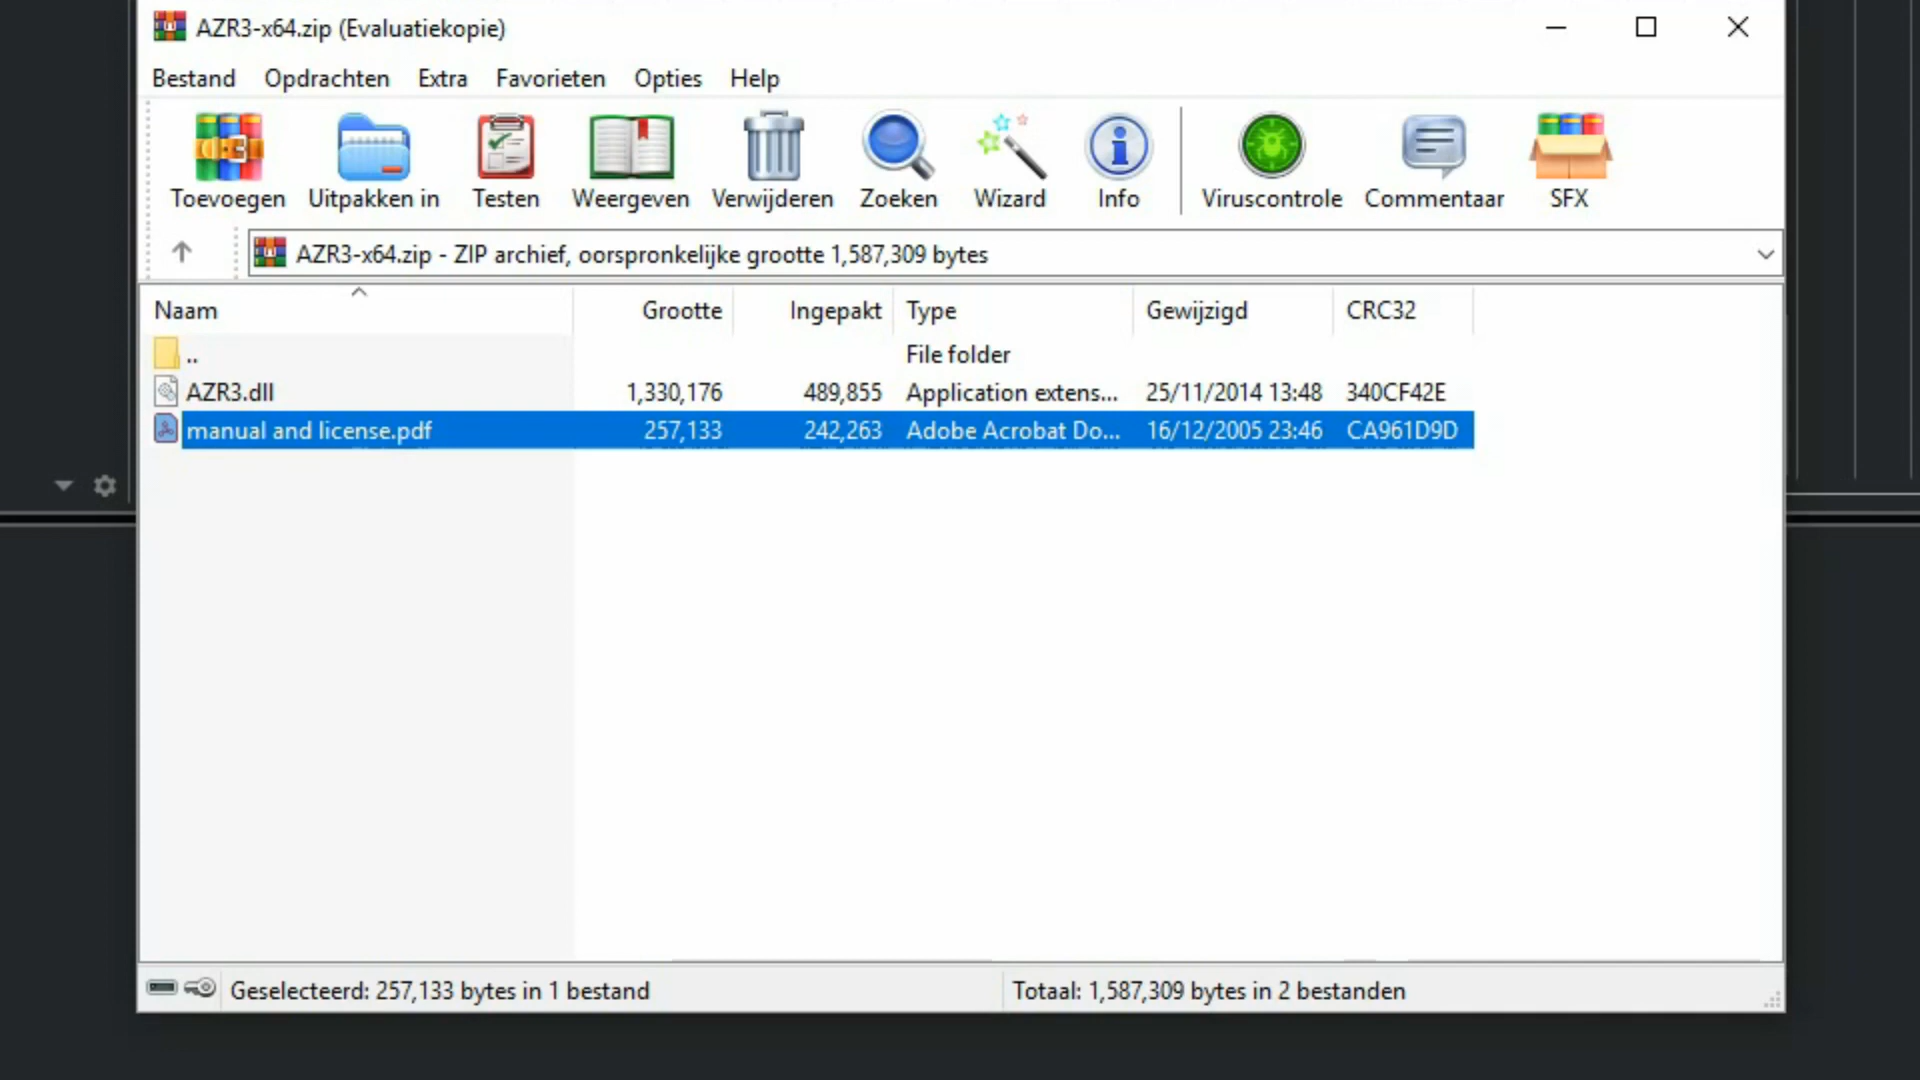 AZR3-x64.zip (Evaluatiekopie)
Bestand Opdrachten Extra Favorieten Opties Help
Toevoegen Uitpakken in Testen Weergeven Verwijderen Zoeken Wizard Info Viruscontrole Commentaar SFX
AZR3-x64.zip - ZIP archief, oorspronkelijke grootte 1,587,309 bytes
Naam Grootte Ingepakt Type Gewijzigd CRC32
.. File folder
AZR3.dll 1,330,176 489,855 Application extens... 25/11/2014 13:48 340CF42E
manual and license.pdf 257,133 242,263 Adobe Acrobat Do... 16/12/2005 23:46 CA961D9D
Geselecteerd: 257,133 bytes in 1 bestand Totaal: 1,587,309 bytes in 2 bestanden